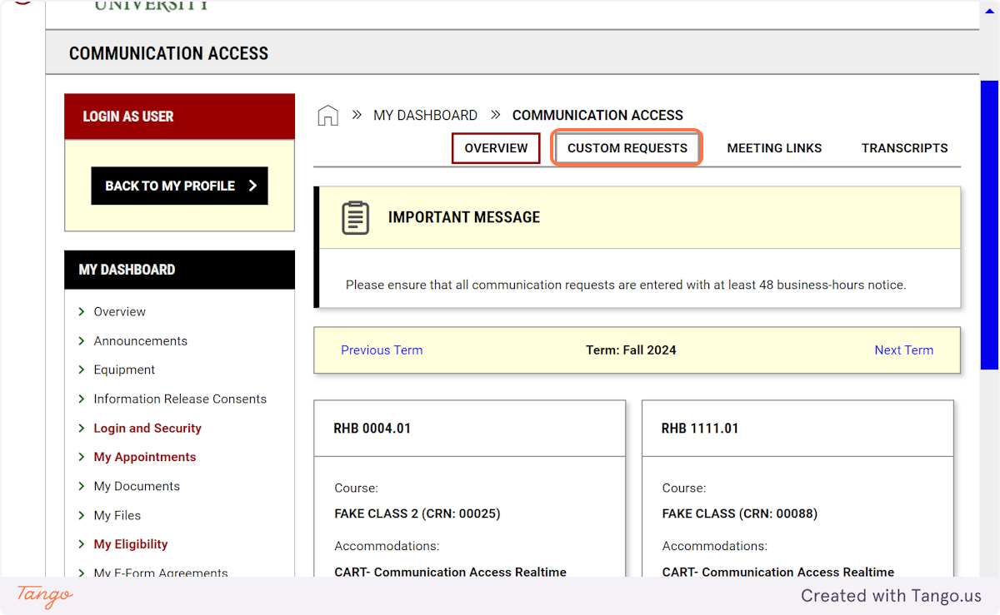 UNIVERSITY
COMMUNICATION ACCESS
LOGIN AS USER
BACK TO MY PROFILE
MY DASHBOARD
Overview
Announcements
Equipment
Information Release Consents
Login and Security
My Appointments
My Documents
My Files
My Eligibility
My E-Form Agreements
MY DASHBOARD » COMMUNICATION ACCESS
OVERVIEW CUSTOM REQUESTS MEETING LINKS TRANSCRIPTS
IMPORTANT MESSAGE
Please ensure that all communication requests are entered with at least 48 business-hours notice.
Previous Term Term: Fall 2024 Next Term
RHB 0004.01
Course:
FAKE CLASS 2 (CRN: 00025)
Accommodations:
CART- Communication Access Realtime
RHB 1111.01
Course:
FAKE CLASS (CRN: 00088)
Accommodations:
CART- Communication Access Realtime
Tango
Created with Tango.us